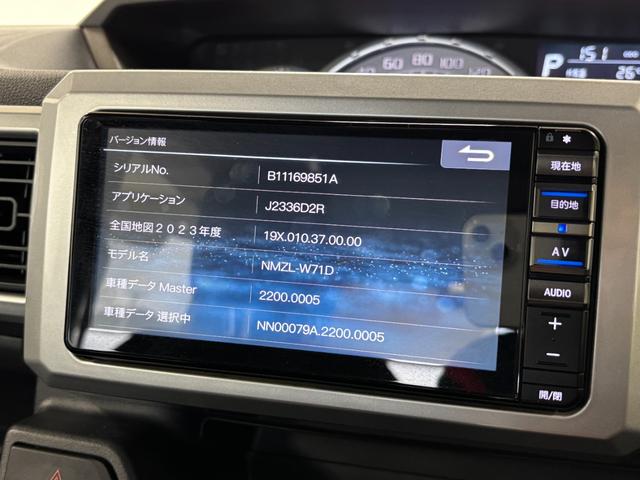 80
60
100
120
P
15.1
26℃
バージョン情報
シリアルNo. B11169851A
アプリケーション J2336D2R
全国地図2023年度 19X.010.37.00.00
モデル名 NMZL-W71D
車種データ Master 2200.0005
車種データ 選択中 NN00079A.2200.0005
現在地
目的地
AV
AUDIO
+
−
開/閉